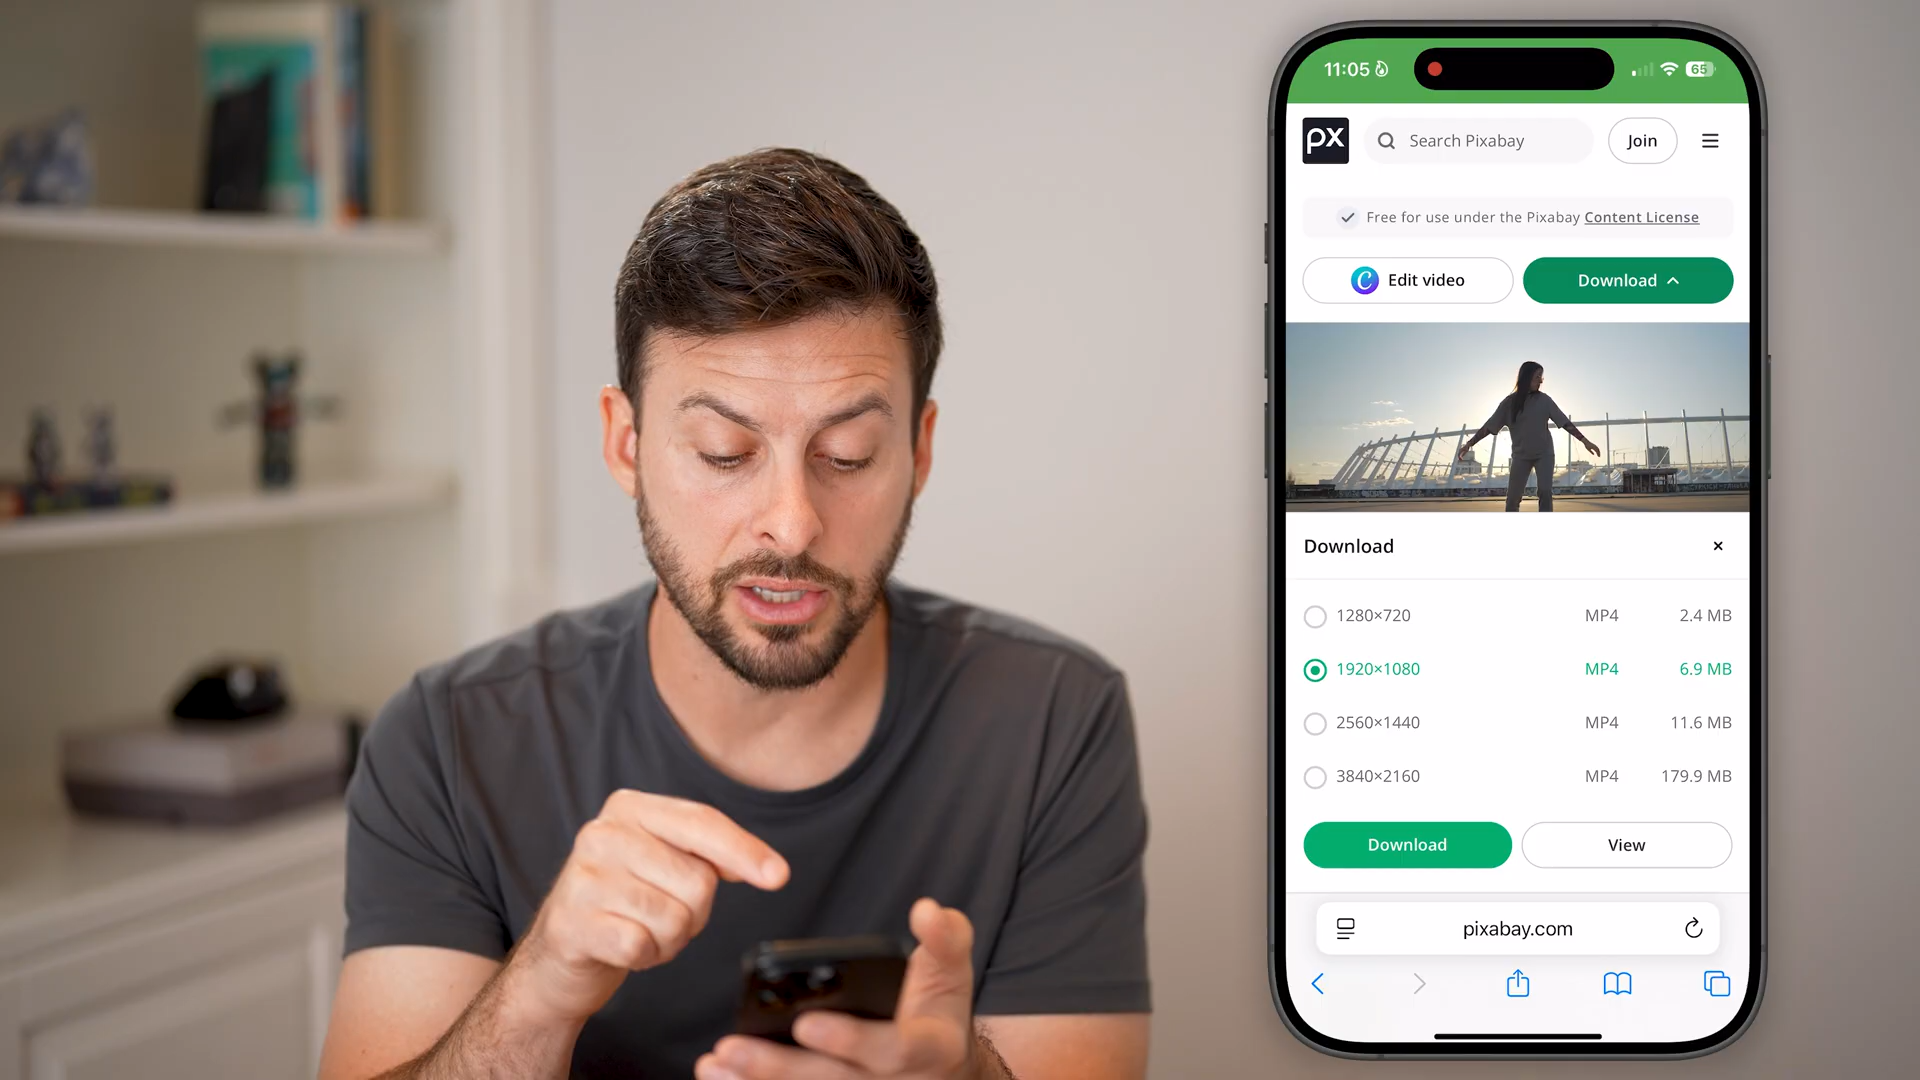 11:05
65
px
Search Pixabay
Join
Free for use under the Pixabay Content License
C Edit video
Download
Download
1280×720 MP4 2.4 MB
1920×1080 MP4 6.9 MB
2560×1440 MP4 11.6 MB
3840×2160 MP4 179.9 MB
Download
View
pixabay.com